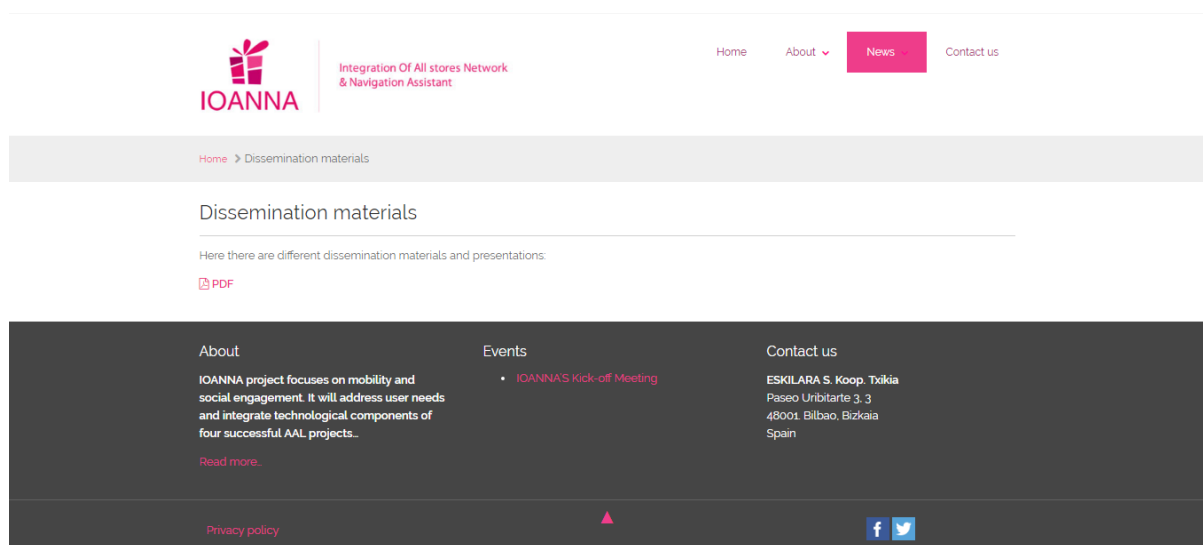 Home About News Contact us
IOANNA
Integration Of All stores Network
& Navigation Assistant
Home Dissemination materials
Dissemination materials
Here there are different dissemination materials and presentations:
PDF
About
IOANNA project focuses on mobility and
social engagement. It will address user needs
and integrate technological components of
four successful AAL projects...
Read more..
Events
• IOANNA'S Kick-off Meeting
Contact us
ESKILARA S. Koop. Txikia
Paseo Uribitarte 3, 3
48001. Bilbao, Bizkaia
Spain
Privacy policy